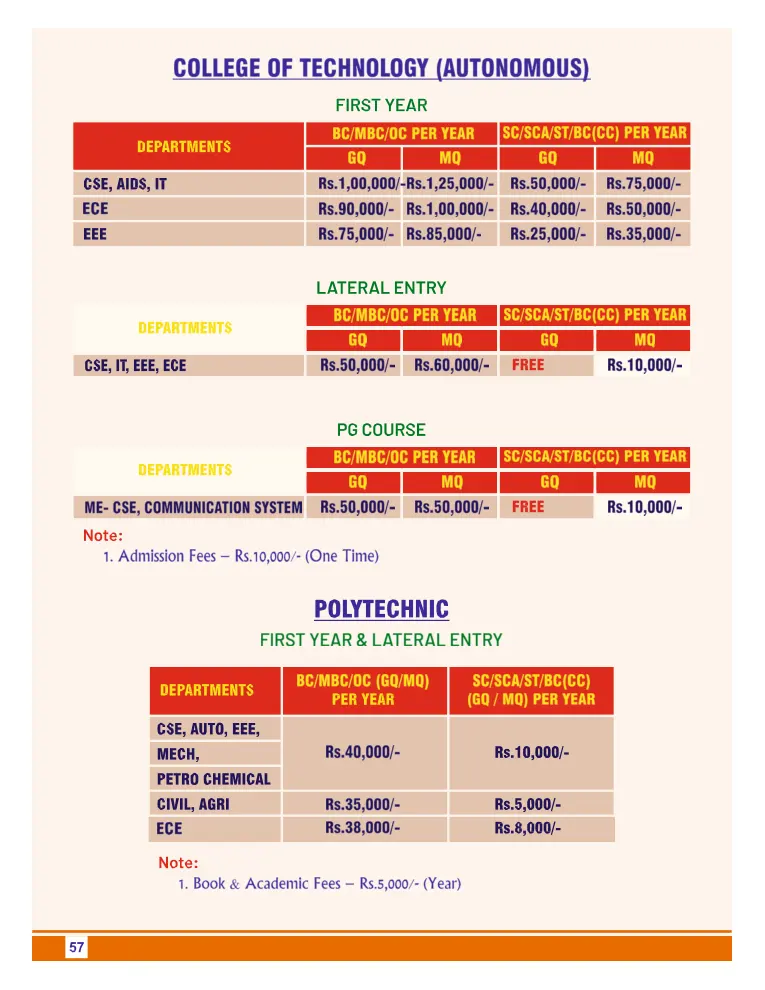 COLLEGE OF TECHNOLOGY (AUTONOMOUS)
FIRST YEAR
DEPARTMENTS BC/MBC/OC PER YEAR SC/SCA/ST/BC(CC) PER YEAR
GQ MQ GQ MQ
CSE, AIDS, IT Rs.1,00,000/- Rs.1,25,000/- Rs.50,000/- Rs.75,000/-
ECE Rs.90,000/- Rs.1,00,000/- Rs.40,000/- Rs.50,000/-
EEE Rs.75,000/- Rs.85,000/- Rs.25,000/- Rs.35,000/-
LATERAL ENTRY
DEPARTMENTS BC/MBC/OC PER YEAR SC/SCA/ST/BC(CC) PER YEAR
GQ MQ GQ MQ
CSE, IT, EEE, ECE Rs.50,000/- Rs.60,000/- FREE Rs.10,000/-
PG COURSE
DEPARTMENTS BC/MBC/OC PER YEAR SC/SCA/ST/BC(CC) PER YEAR
GQ MQ GQ MQ
ME- CSE, COMMUNICATION SYSTEM Rs.50,000/- Rs.50,000/- FREE Rs.10,000/-
Note:
1. Admission Fees – Rs.10,000/- (One Time)
POLYTECHNIC
FIRST YEAR & LATERAL ENTRY
DEPARTMENTS BC/MBC/OC (GQ/MQ) SC/SCA/ST/BC(CC)
PER YEAR (GQ / MQ) PER YEAR
CSE, AUTO, EEE,
MECH, Rs.40,000/- Rs.10,000/-
PETRO CHEMICAL
CIVIL, AGRI Rs.35,000/- Rs.5,000/-
ECE Rs.38,000/- Rs.8,000/-
Note:
1. Book & Academic Fees – Rs.5,000/- (Year)
57